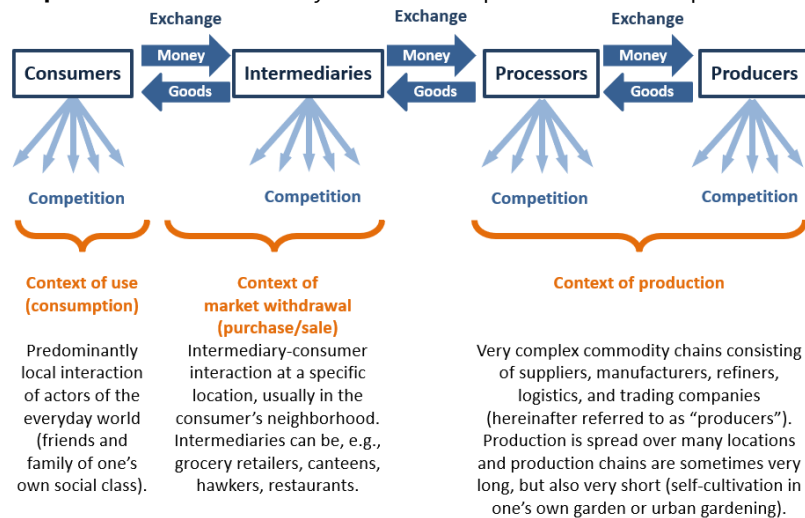 Exchange
Exchange
Exchange
Consumers
Money
Goods
Intermediaries
Money
Goods
Processors
Money
Goods
Producers
Competition
Competition
Competition
Competition
Context of use
(consumption)
Predominantly
local interaction
of actors of the
everyday world
(friends and
family of one’s
own social class).
Context of
market withdrawal
(purchase/sale)
Intermediary-consumer
interaction at a specific
location, usually in the
consumer’s neighborhood.
Intermediaries can be, e.g.,
grocery retailers, canteens,
hawkers, restaurants.
Context of production
Very complex commodity chains consisting
of suppliers, manufacturers, refiners,
logistics, and trading companies
(hereinafter referred to as “producers”).
Production is spread over many locations
and production chains are sometimes very
long, but also very short (self-cultivation in
one’s own garden or urban gardening).